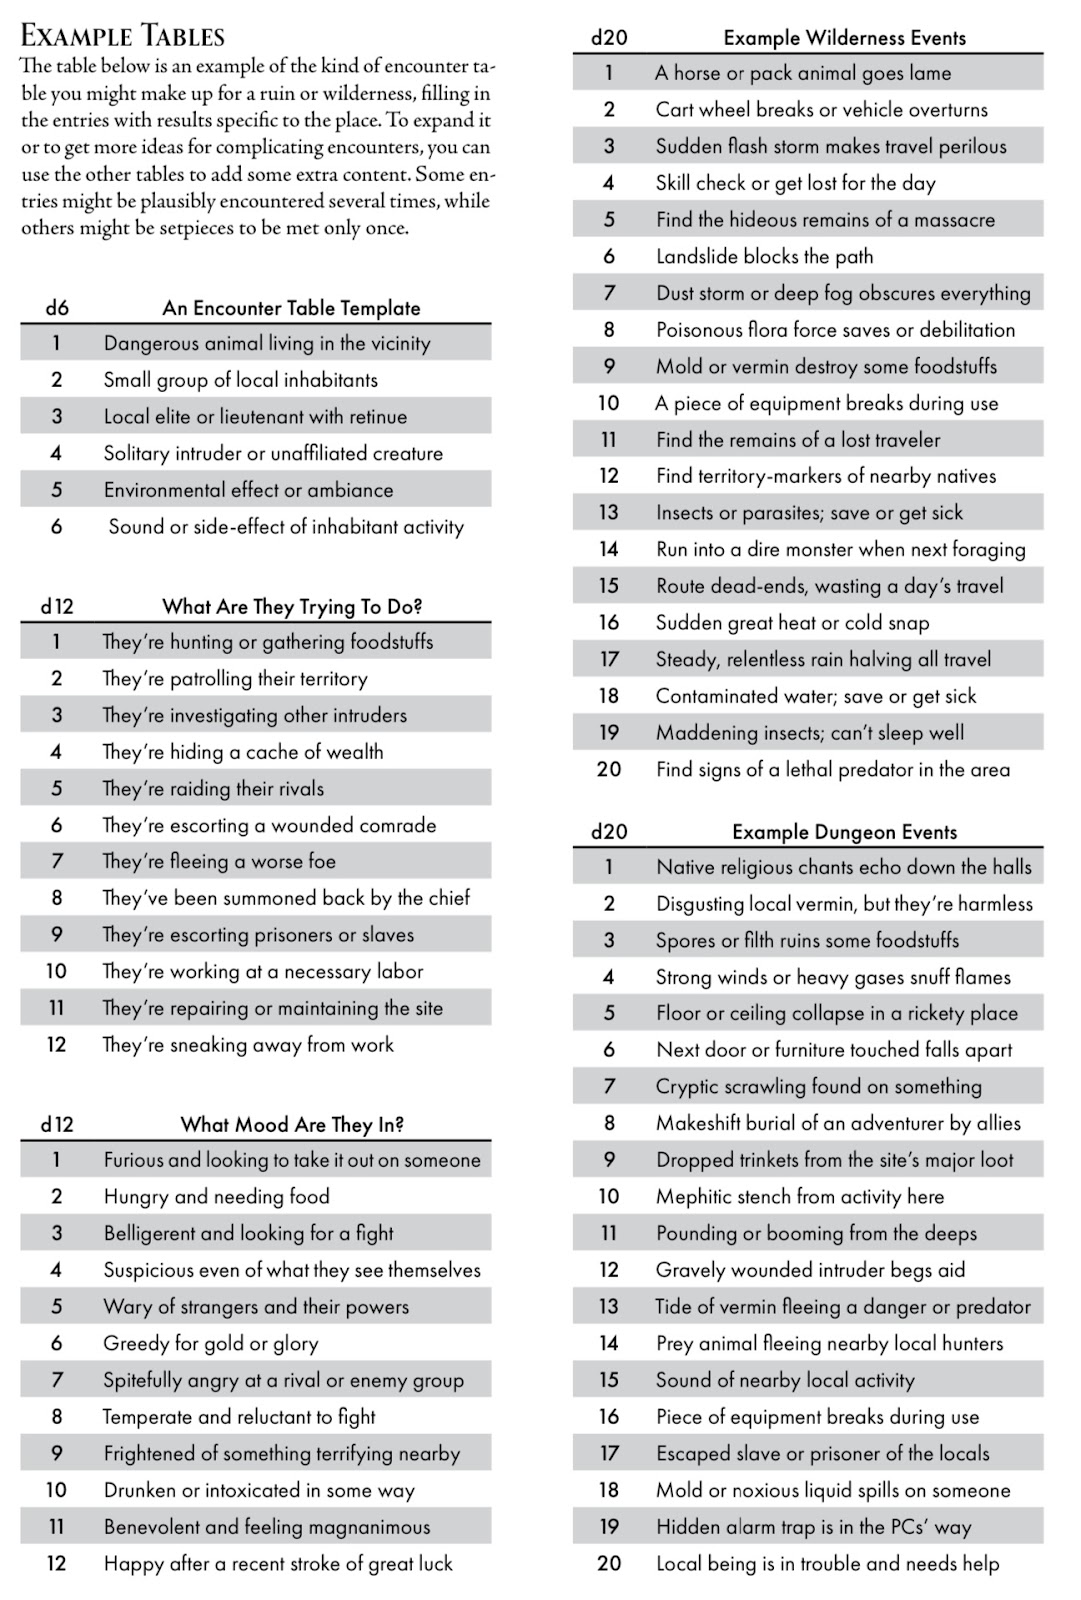 Example Tables
The table below is an example of the kind of encounter ta-
ble you might make up for a ruin or wilderness, filling in
the entries with results specific to the place. To expand it
or to get more ideas for complicating encounters, you can
use the other tables to add some extra content. Some en-
tries might be plausibly encountered several times, while
others might be setpieces to be met only once.
d6 An Encounter Table Template
1 Dangerous animal living in the vicinity
2 Small group of local inhabitants
3 Local elite or lieutenant with retinue
4 Solitary intruder or unaffiliated creature
5 Environmental effect or ambiance
6 Sound or side-effect of inhabitant activity
d12 What Are They Trying To Do?
1 They're hunting or gathering foodstuffs
2 They're patrolling their territory
3 They're investigating other intruders
4 They're hiding a cache of wealth
5 They're raiding their rivals
6 They're escorting a wounded comrade
7 They're fleeing a worse foe
8 They've been summoned back by the chief
9 They're escorting prisoners or slaves
10 They're working at a necessary labor
11 They're repairing or maintaining the site
12 They're sneaking away from work
d12 What Mood Are They In?
1 Furious and looking to take it out on someone
2 Hungry and needing food
3 Belligerent and looking for a fight
4 Suspicious even of what they see themselves
5 Wary of strangers and their powers
6 Greedy for gold or glory
7 Spitefully angry at a rival or enemy group
8 Temperate and reluctant to fight
9 Frightened of something terrifying nearby
10 Drunken or intoxicated in some way
11 Benevolent and feeling magnanimous
12 Happy after a recent stroke of great luck
d20 Example Wilderness Events
1 A horse or pack animal goes lame
2 Cart wheel breaks or vehicle overturns
3 Sudden flash storm makes travel perilous
4 Skill check or get lost for the day
5 Find the hideous remains of a massacre
6 Landslide blocks the path
7 Dust storm or deep fog obscures everything
8 Poisonous flora force saves or debilitation
9 Mold or vermin destroy some foodstuffs
10 A piece of equipment breaks during use
11 Find the remains of a lost traveler
12 Find territory-markers of nearby natives
13 Insects or parasites; save or get sick
14 Run into a dire monster when next foraging
15 Route dead-ends, wasting a day's travel
16 Sudden great heat or cold snap
17 Steady, relentless rain halving all travel
18 Contaminated water; save or get sick
19 Maddening insects; can't sleep well
20 Find signs of a lethal predator in the area
d20 Example Dungeon Events
1 Native religious chants echo down the halls
2 Disgusting local vermin, but they're harmless
3 Spores or filth ruins some foodstuffs
4 Strong winds or heavy gases snuff flames
5 Floor or ceiling collapse in a rickety place
6 Next door or furniture touched falls apart
7 Cryptic scrawling found on something
8 Makeshift burial of an adventurer by allies
9 Dropped trinkets from the site's major loot
10 Mephitic stench from activity here
11 Pounding or booming from the deeps
12 Gravely wounded intruder begs aid
13 Tide of vermin fleeing a danger or predator
14 Prey animal fleeing nearby local hunters
15 Sound of nearby local activity
16 Piece of equipment breaks during use
17 Escaped slave or prisoner of the locals
18 Mold or noxious liquid spills on someone
19 Hidden alarm trap is in the PCs' way
20 Local being is in trouble and needs help